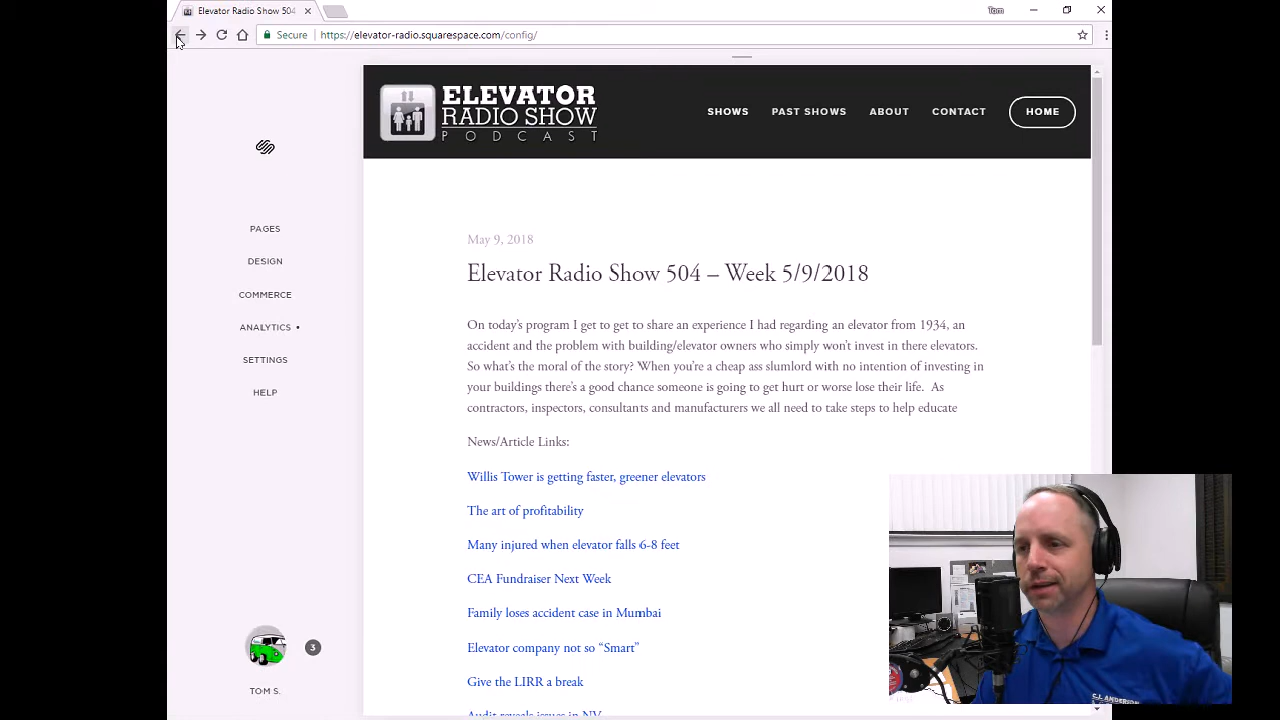 Elevator Radio Show 504
Tom
Secure
https://elevator-radio.squarespace.com/config/
ELEVATOR
RADIO SHOW
PODCAST
SHOWS
PAST SHOWS
ABOUT
CONTACT
HOME
PAGES
DESIGN
COMMERCE
ANALYTICS
SETTINGS
HELP
3
TOM S.
May 9, 2018
Elevator Radio Show 504 – Week 5/9/2018
On today's program I get to get to share an experience I had regarding an elevator from 1934, an
accident and the problem with building/elevator owners who simply won't invest in there elevators.
So what's the moral of the story? When you're a cheap ass slumlord with no intention of investing in
your buildings there's a good chance someone is going to get hurt or worse lose their life. As
contractors, inspectors, consultants and manufacturers we all need to take steps to help educate
News/Article Links:
Willis Tower is getting faster, greener elevators
The art of profitability
Many injured when elevator falls 6-8 feet
CEA Fundraiser Next Week
Family loses accident case in Mumbai
Elevator company not so “Smart”
Give the LIRR a break
Audit reveals issues in NV
C.J. ANDERSON